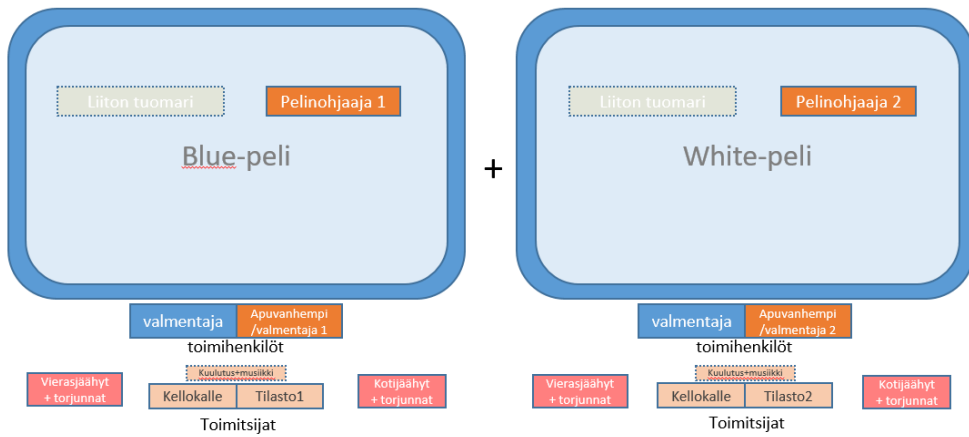 Liiton tuomari
Pelinohjaaja 1
Blue-peli
valmentaja
Apuvanhempi
/valmentaja 1
toimihenkilöt
Vierasjäähyt
+ torjunnat
Kuulutus+musiikki
Kellokalle
Tilasto1
Kotijäähyt
+ torjunnat
Toimitsijat
+
Liiton tuomari
Pelinohjaaja 2
White-peli
valmentaja
Apuvanhempi
/valmentaja 2
toimihenkilöt
Vierasjäähyt
+ torjunnat
Kuulutus+musiikki
Kellokalle
Tilasto2
Kotijäähyt
+ torjunnat
Toimitsijat